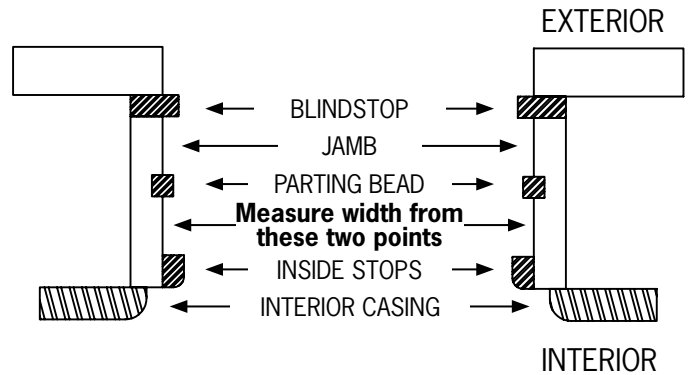 EXTERIOR
BLINDSTOP
JAMB
PARTING BEAD
Measure width from
these two points
INSIDE STOPS
INTERIOR CASING
INTERIOR